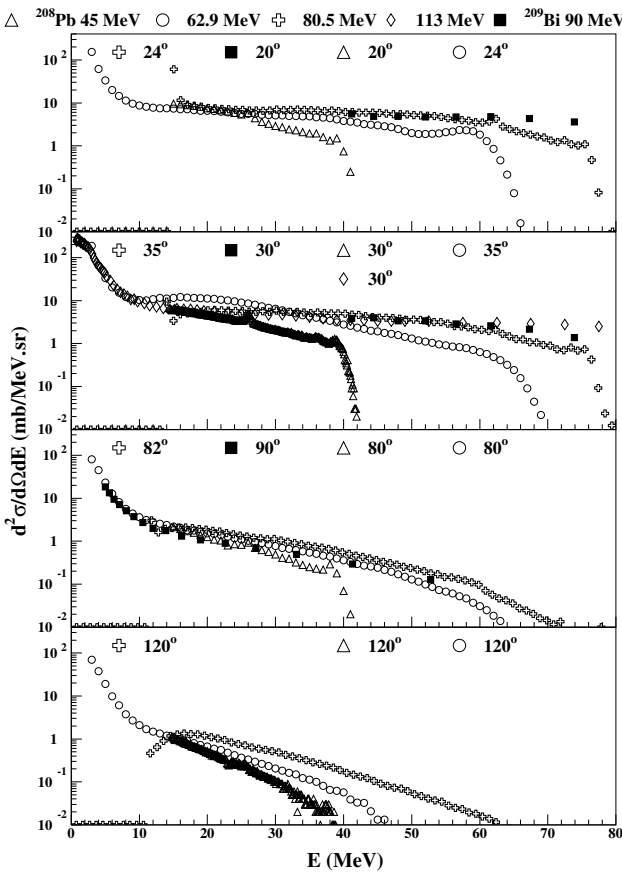 △ ²⁰⁸Pb 45 MeV ○ 62.9 MeV ✚ 80.5 MeV ◇ 113 MeV ■ ²⁰⁹Bi 90 MeV
24° 20° 20° 24°
10²
10
1
10⁻¹
10⁻²
35° 30° 30° 35°
30°
10²
10
1
10⁻¹
10⁻²
d²σ/dΩdE (mb/MeV.sr)
82° 90° 80° 80°
10²
10
1
10⁻¹
10⁻²
120° 120° 120°
10²
10
1
10⁻¹
10⁻²
0 10 20 30 40 50 60 70 80
E (MeV)